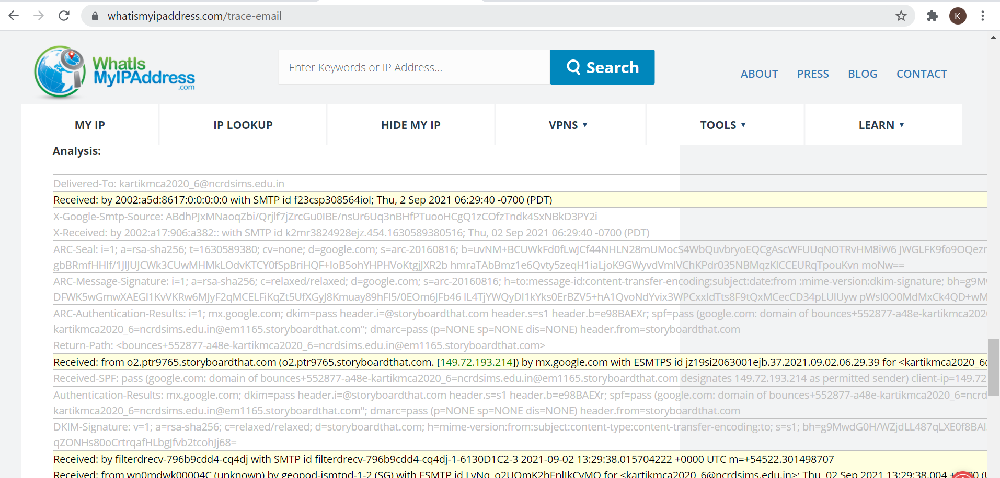 whatismyipaddress.com/trace-email
K
WhatIs
MyIPAddress
.com
Enter Keywords or IP Address...
Search
ABOUT PRESS BLOG CONTACT
MY IP IP LOOKUP HIDE MY IP VPNS ▼ TOOLS ▼ LEARN ▼
Analysis:
Delivered-To: kartikmca2020_6@ncrdsims.edu.in
Received: by 2002:a5d:8617:0:0:0:0:0 with SMTP id f23csp308564iol; Thu, 2 Sep 2021 06:29:40 -0700 (PDT)
X-Google-Smtp-Source: ABdhPJxMNaoqZbi/Qrjlf7jZrcGu0IBE/nsUr6Uq3nBHfPTuooHCgQ1zCOfzTndk4SxNBkD3PY2i
X-Received: by 2002:a17:906:a382:: with SMTP id k2mr3824928ejz.454.1630589380516; Thu, 02 Sep 2021 06:29:40 -0700 (PDT)
ARC-Seal: i=1; a=rsa-sha256; t=1630589380; cv=none; d=google.com; s=arc-20160816; b=uvNM+BCUWkFd0fLwJCf44NHLN28mUMocS4WbQuvbryoEQCgAscWFUUqNOTRvHM8iW6 JWGLFK9fo9OQezr
gbBRmfHHlf/1JljUJCWk3CUwMHMkLOdvKTCY0fSpBriHQF+IoB5ohYHPHVoKtgjJXR2b hmraTAbBmz1e6Qvty5zeqH1iaLjoK9GWyvdVmIVChKPdr035NBMqzKlCCEURqTpouKvn moNw==
ARC-Message-Signature: i=1; a=rsa-sha256; c=relaxed/relaxed; d=google.com; s=arc-20160816; h=to:message-id:content-transfer-encoding:subject:date:from :mime-version:dkim-signature; bh=g9M
DFWK5wGmwXAEGl1KvVKRw6MJyF2qMCELFiKqZt5UfXGyJ8Kmuay89hFl5/0EOm6JFb46 lL4TjYWQyDI1kYks0ErBZV5+hA1QvoNdYvix3WPCxxIdTts8F9tQxMCecCD34pLUlUyw pWsI0O0MdMxCk4QD+wM
ARC-Authentication-Results: i=1; mx.google.com; dkim=pass header.i=@storyboardthat.com header.s=s1 header.b=e98BAEXr; spf=pass (google.com: domain of bounces+552877-a48e-kartikmca202
kartikmca2020_6=ncrdsims.edu.in@em1165.storyboardthat.com"; dmarc=pass (p=NONE sp=NONE dis=NONE) header.from=storyboardthat.com
Return-Path: <bounces+552877-a48e-kartikmca2020_6=ncrdsims.edu.in@em1165.storyboardthat.com>
Received: from o2.ptr9765.storyboardthat.com (o2.ptr9765.storyboardthat.com. [149.72.193.214]) by mx.google.com with ESMTPS id jz19si2063001ejb.37.2021.09.02.06.29.39 for <kartikmca2020_6
Received-SPF: pass (google.com: domain of bounces+552877-a48e-kartikmca2020_6=ncrdsims.edu.in@em1165.storyboardthat.com designates 149.72.193.214 as permitted sender) client-ip=149.72
Authentication-Results: mx.google.com; dkim=pass header.i=@storyboardthat.com header.s=s1 header.b=e98BAEXr; spf=pass (google.com: domain of bounces+552877-a48e-kartikmca2020_6=ncrd
kartikmca2020_6=ncrdsims.edu.in@em1165.storyboardthat.com"; dmarc=pass (p=NONE sp=NONE dis=NONE) header.from=storyboardthat.com
DKIM-Signature: v=1; a=rsa-sha256; c=relaxed/relaxed; d=storyboardthat.com; h=mime-version:from:subject:content-type:content-transfer-encoding:to; s=s1; bh=g9MwdG0H/WZjdLL487qLXE0f8BAI
qZONHs80oCrtrqafHLbgJfvb2tcohJj68=
Received: by filterdrecv-796b9cdd4-cq4dj with SMTP id filterdrecv-796b9cdd4-cq4dj-1-6130D1C2-3 2021-09-02 13:29:38.015704222 +0000 UTC m=+54522.301498707
Received: from wn0mdwk00004C (unknown) by geopod-ismtpd-1-2 (SG) with ESMTP id for <kartikmca2020_6@ncrdsims.edu.in>; Thu, 02 Sep 2021 13:29:38.004